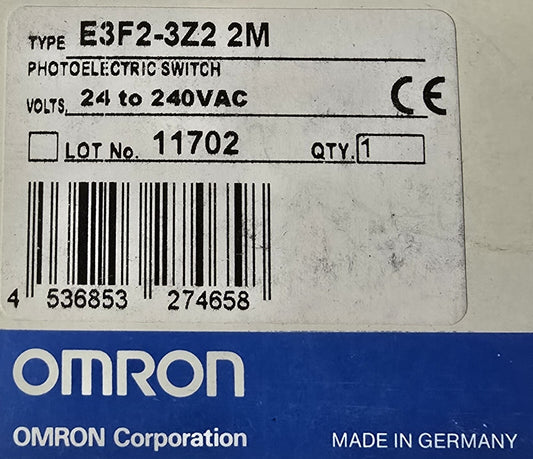 TYPE E3F2-3Z2 2M
PHOTOELECTRIC SWITCH
VOLTS. 24 to 240VAC
CE
LOT No. 11702 QTY. 1
4 536853 274658
OMRON
OMRON Corporation
MADE IN GERMANY